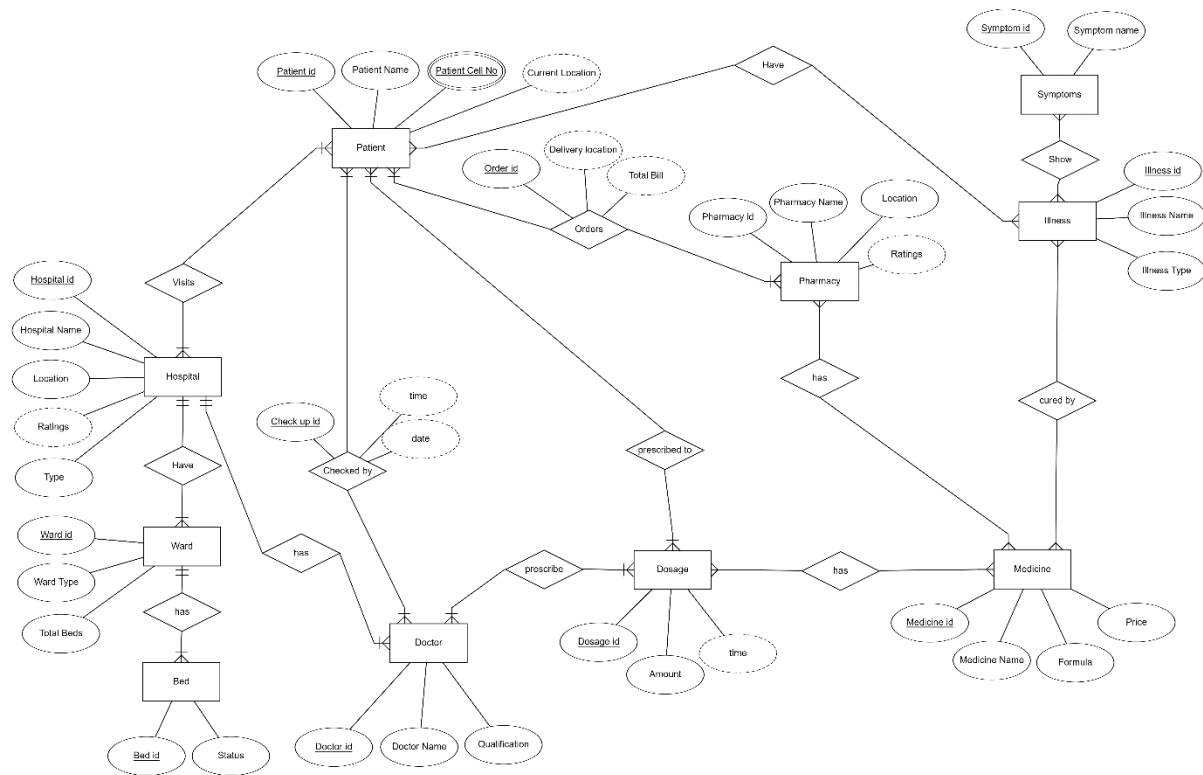 Symptom id
Symptom name
Patient id
Patient Name
Patient Cell No
Current Location
Have
Symptoms
Patient
Delivery location
Order id
Total Bill
Show
Illness id
Pharmacy Id
Pharmacy Name
Location
Orders
Illness
Illness Name
Ratings
Illness Type
Pharmacy
Visits
Hospital id
Hospital Name
Location
Hospital
has
Ratings
Check up id
time
cured by
date
Type
Have
Checked by
prescribed to
Ward id
Ward
has
Ward Type
prescribe
Dosage
has
Medicine
Total Beds
has
Doctor
Dosage id
Amount
time
Medicine id
Medicine Name
Formula
Price
Bed
Bed id
Status
Doctor id
Doctor Name
Qualification